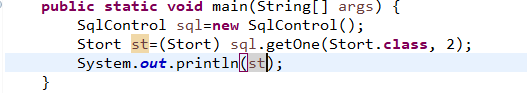 public static void main(String[] args) {
SqlControl sql=new SqlControl();
Stort st=(Stort) sql.getOne(Stort.class, 2);
System.out.println(st);
}